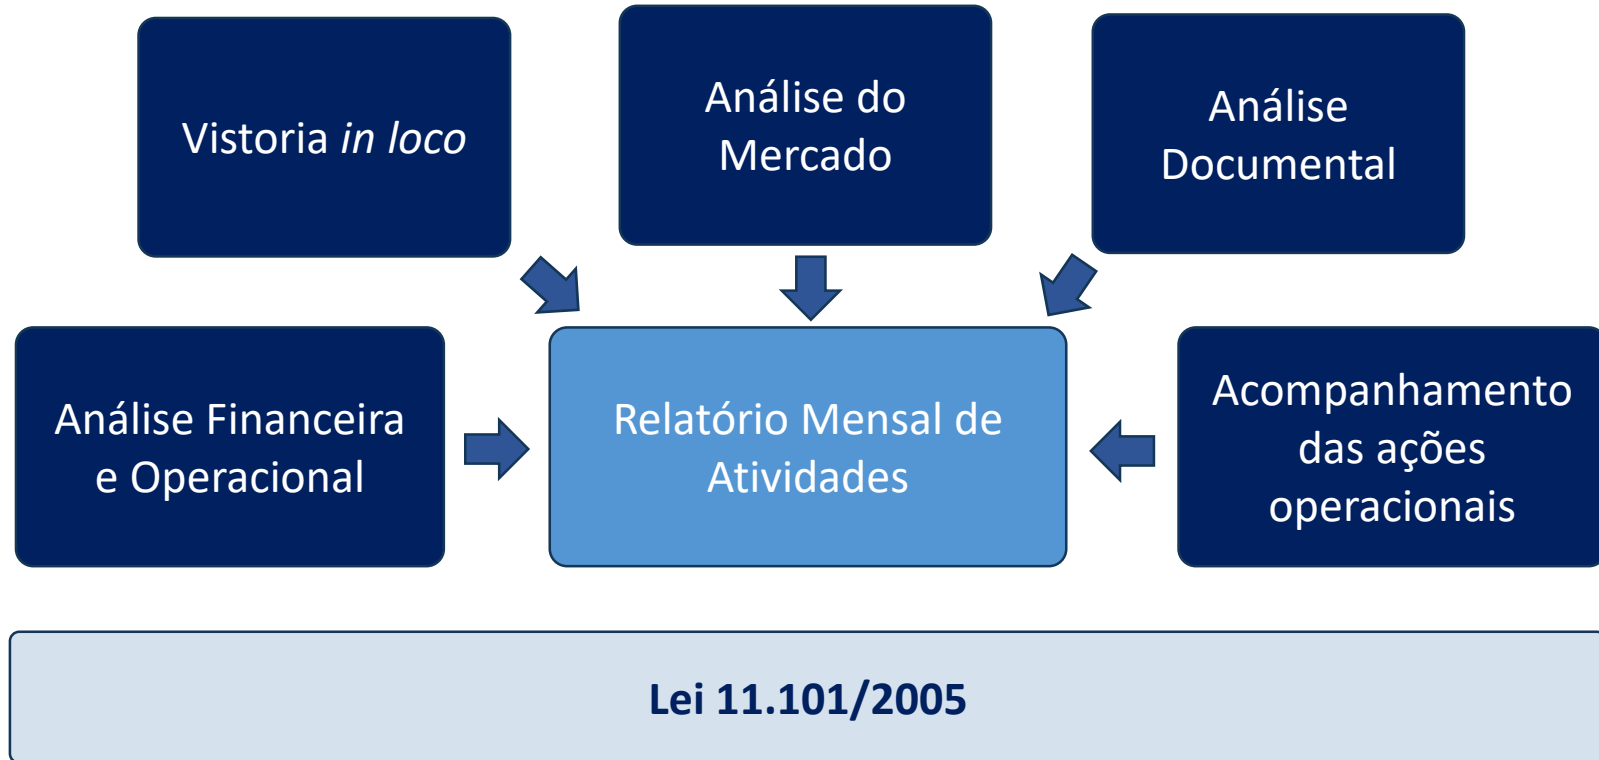 Vistoria in loco
Análise do
Mercado
Análise
Documental
Análise Financeira
e Operacional
Relatório Mensal de
Atividades
Acompanhamento
das ações
operacionais
Lei 11.101/2005